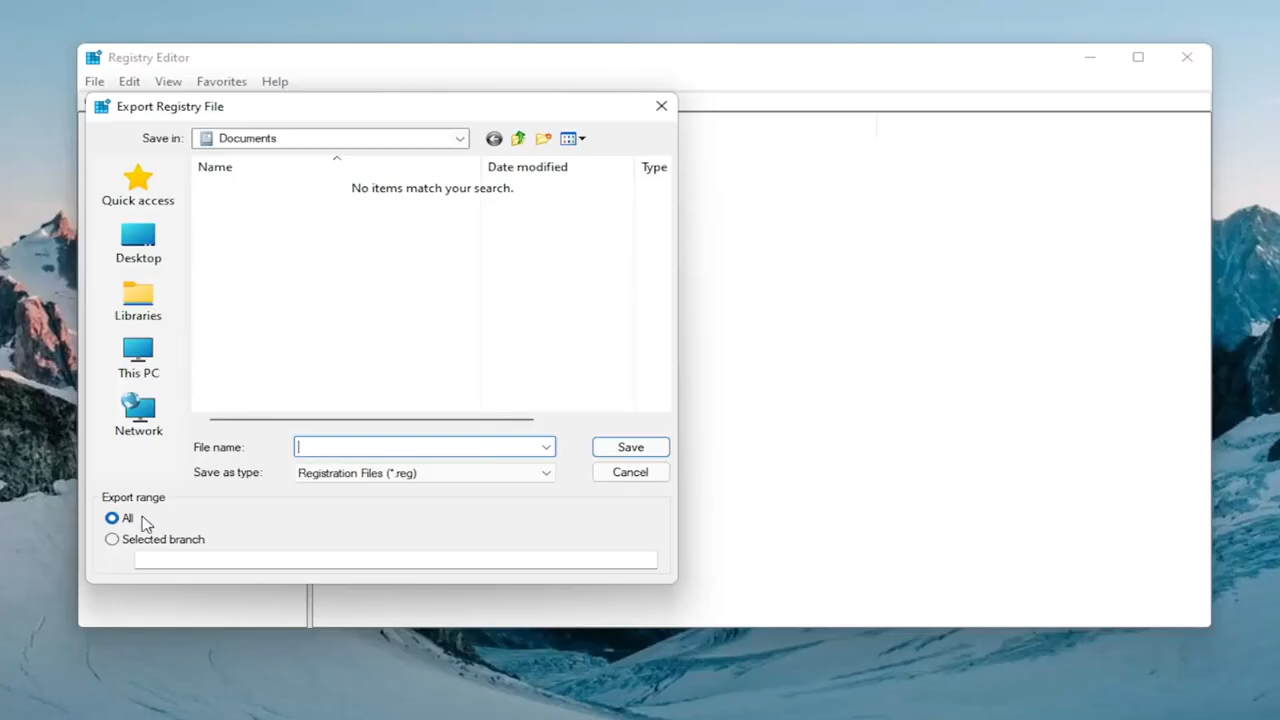 Registry Editor
File Edit View Favorites Help
Export Registry File
Save in: Documents
Name Date modified Type
No items match your search.
Quick access
Desktop
Libraries
This PC
Network
File name: Save
Save as type: Registration Files (*.reg) Cancel
Export range
All
Selected branch